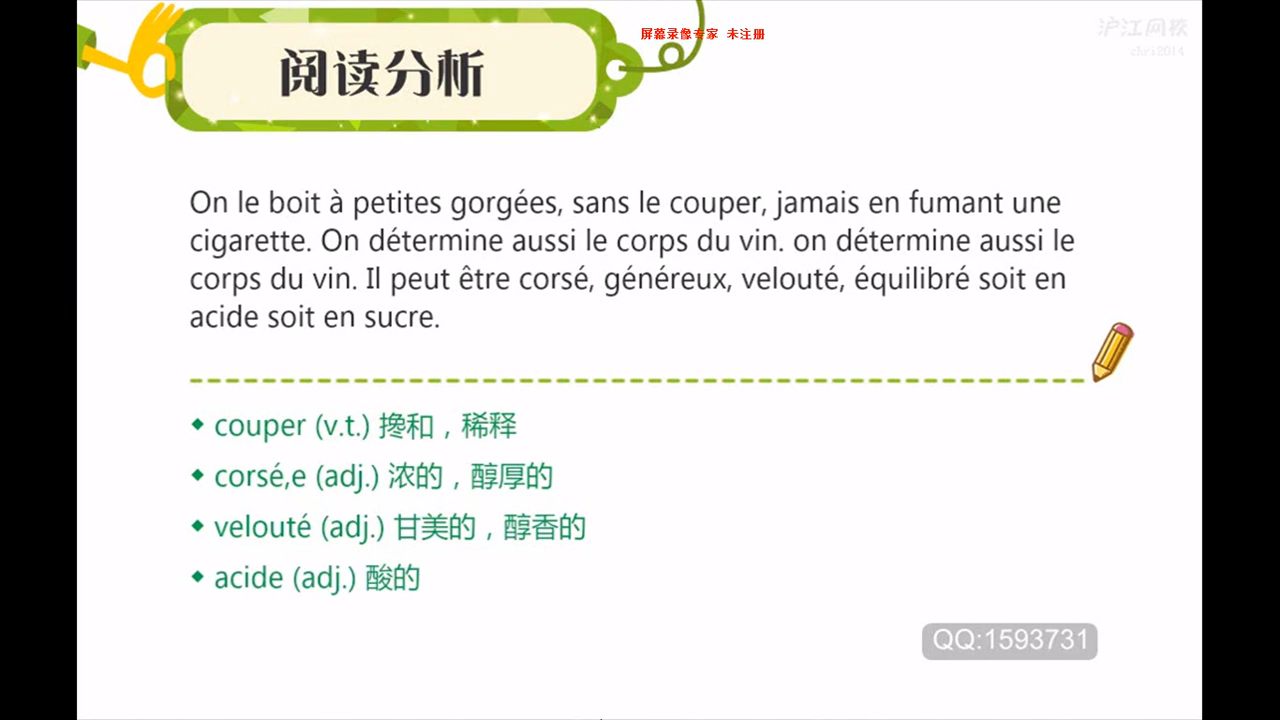 屏幕录像专家 未注册
沪江网校
chri2014
阅读分析
On le boit à petites gorgées, sans le couper, jamais en fumant une
cigarette. On détermine aussi le corps du vin. on détermine aussi le
corps du vin. Il peut être corsé, généreux, velouté, équilibré soit en
acide soit en sucre.
◆ couper (v.t.) 搀和，稀释
◆ corsé,e (adj.) 浓的，醇厚的
◆ velouté (adj.) 甘美的，醇香的
◆ acide (adj.) 酸的
QQ:1593731